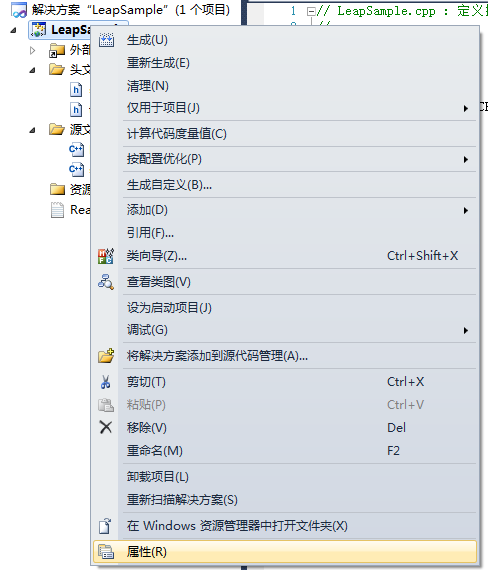 解决方案“LeapSample”(1 个项目)
1 // LeapSample.cpp : 定义
//
LeapSa
外部
头文
源文
资源
Rea
生成(U)
重新生成(E)
清理(N)
仅用于项目(J)
计算代码度量值(C)
按配置优化(P)
生成自定义(B)...
添加(D)
引用(F)...
类向导(Z)... Ctrl+Shift+X
查看类图(V)
设为启动项目(J)
调试(G)
将解决方案添加到源代码管理(A)...
剪切(T) Ctrl+X
粘贴(P) Ctrl+V
移除(V) Del
重命名(M) F2
卸载项目(L)
重新扫描解决方案(S)
在 Windows 资源管理器中打开文件夹(X)
属性(R)